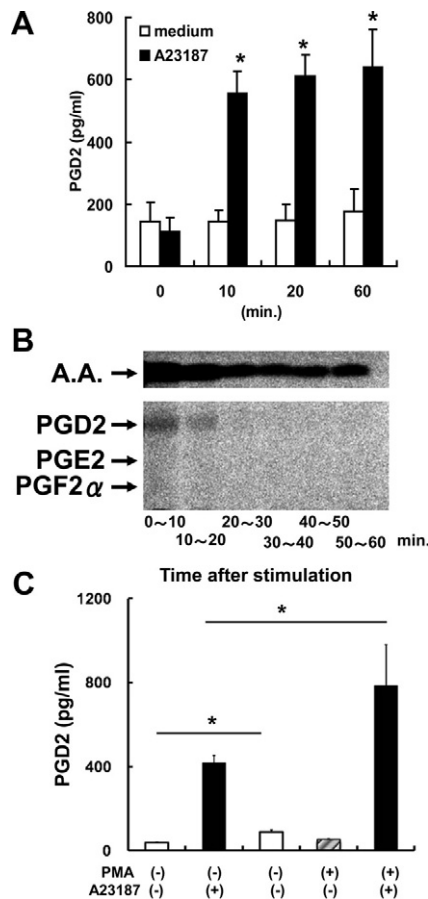 A
medium
A23187
PGD2 (pg/ml)
800
600
400
200
0
* * *
0 10 20 60
(min.)
B
A.A.
PGD2
PGE2
PGF2α
0~10 20~30 40~50
10~20 30~40 50~60 min.
C
Time after stimulation
PGD2 (pg/ml)
1200
800
400
0
*
*
PMA (-) (-) (-) (+) (+)
A23187 (-) (+) (-) (-) (+)